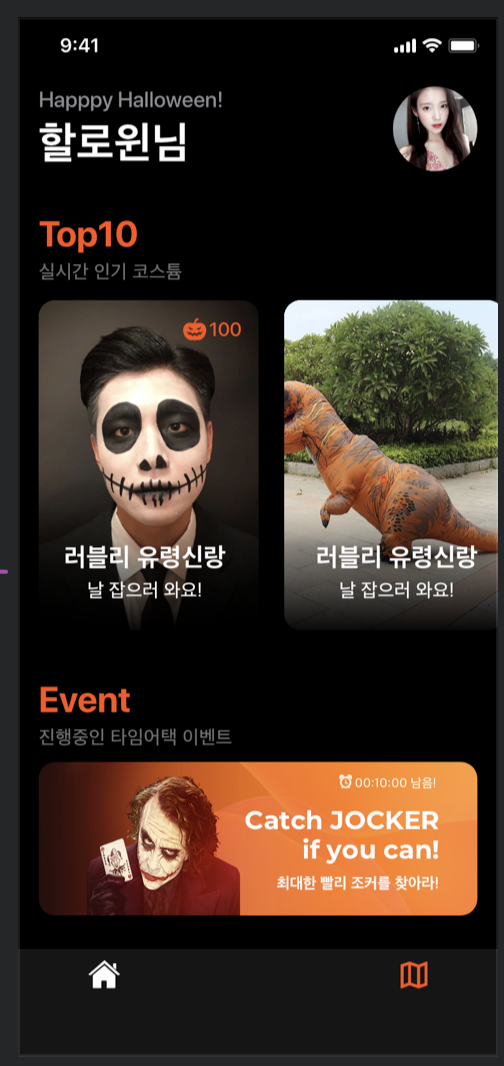 9:41
Happpy Halloween!
할로윈님
Top10
실시간 인기 코스튬
100
러블리 유령신랑
날 잡으러 와요!
러블리 유령신랑
날 잡으러 와요!
Event
진행중인 타임어택 이벤트
00:10:00 남음!
Catch JOCKER
if you can!
최대한 빨리 조커를 찾아라!